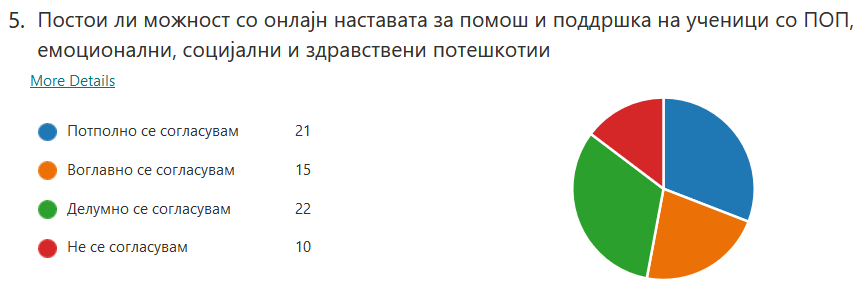 5. Постои ли можност со онлајн наставата за помош и поддршка на ученици со ПОП,
емоционални, социјални и здравствени потешкотии
More Details
Потполно се согласувам 21
Воглавно се согласувам 15
Делумно се согласувам 22
Не се согласувам 10